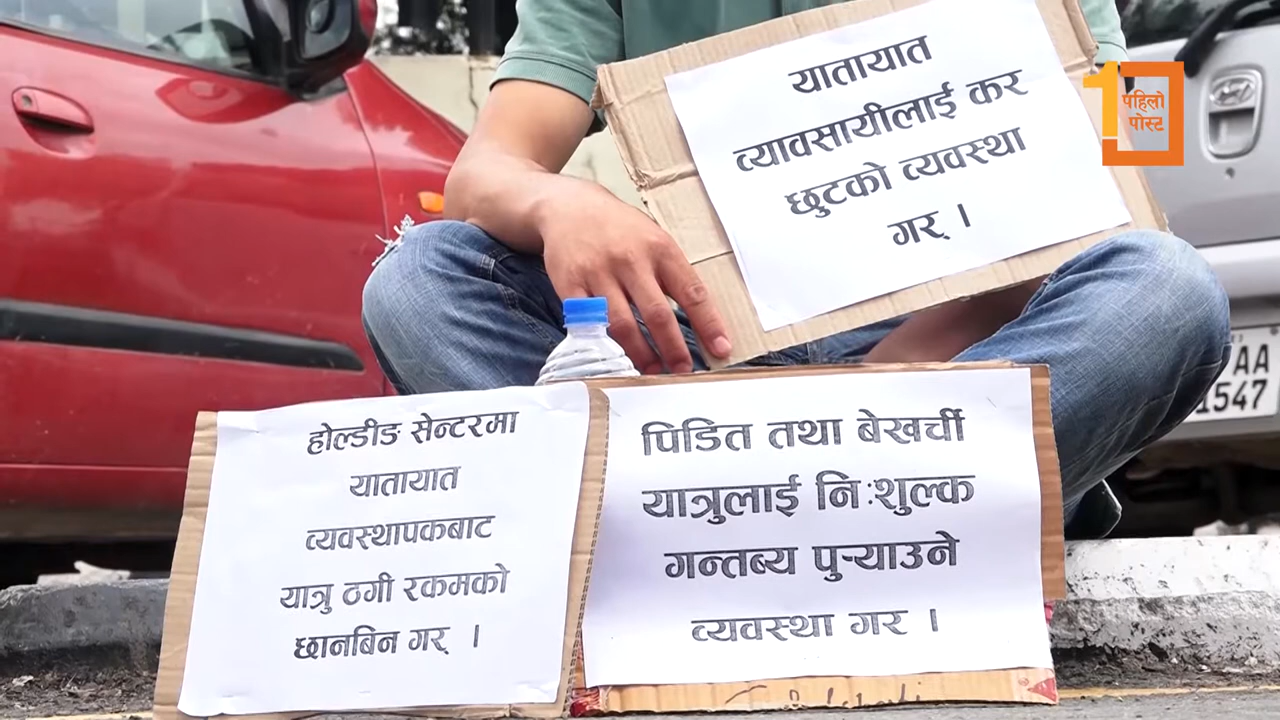 यातायात
व्यावसायीलाई कर
छुटको व्यवस्था
गर् ।
पहिलो
पोस्ट
होल्डीङ सेन्टरमा
यातायात
व्यवस्थापकबाट
यात्रु ठगी रकमको
छानबिन गर् ।
पिडित तथा बेखर्ची
यात्रुलाई निःशुल्क
गन्तब्य पुर्‍याउने
व्यवस्था गर ।
AA
1547